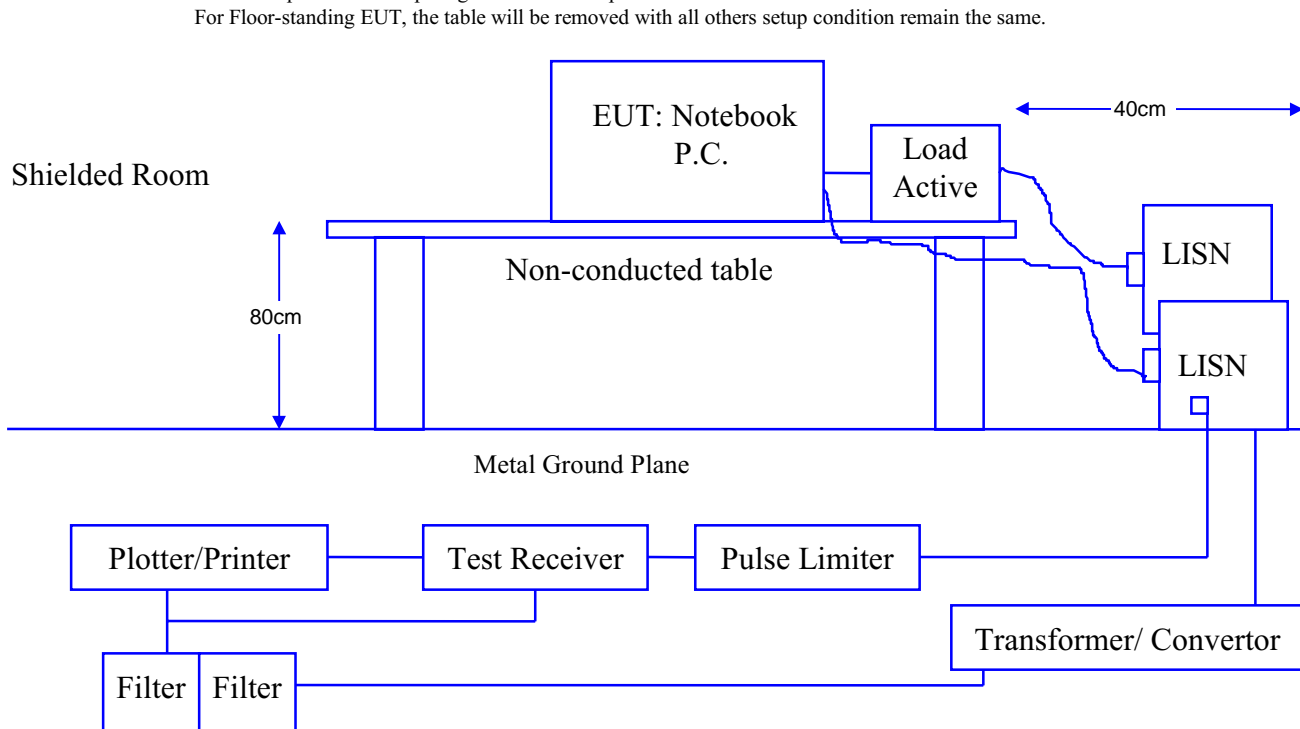 For Floor-standing EUT, the table will be removed with all others setup condition remain the same.
EUT: Notebook
P.C.
Load
Active
40cm
Shielded Room
LISN
Non-conducted table
80cm
LISN
Metal Ground Plane
Plotter/Printer
Test Receiver
Pulse Limiter
Transformer/ Convertor
Filter
Filter